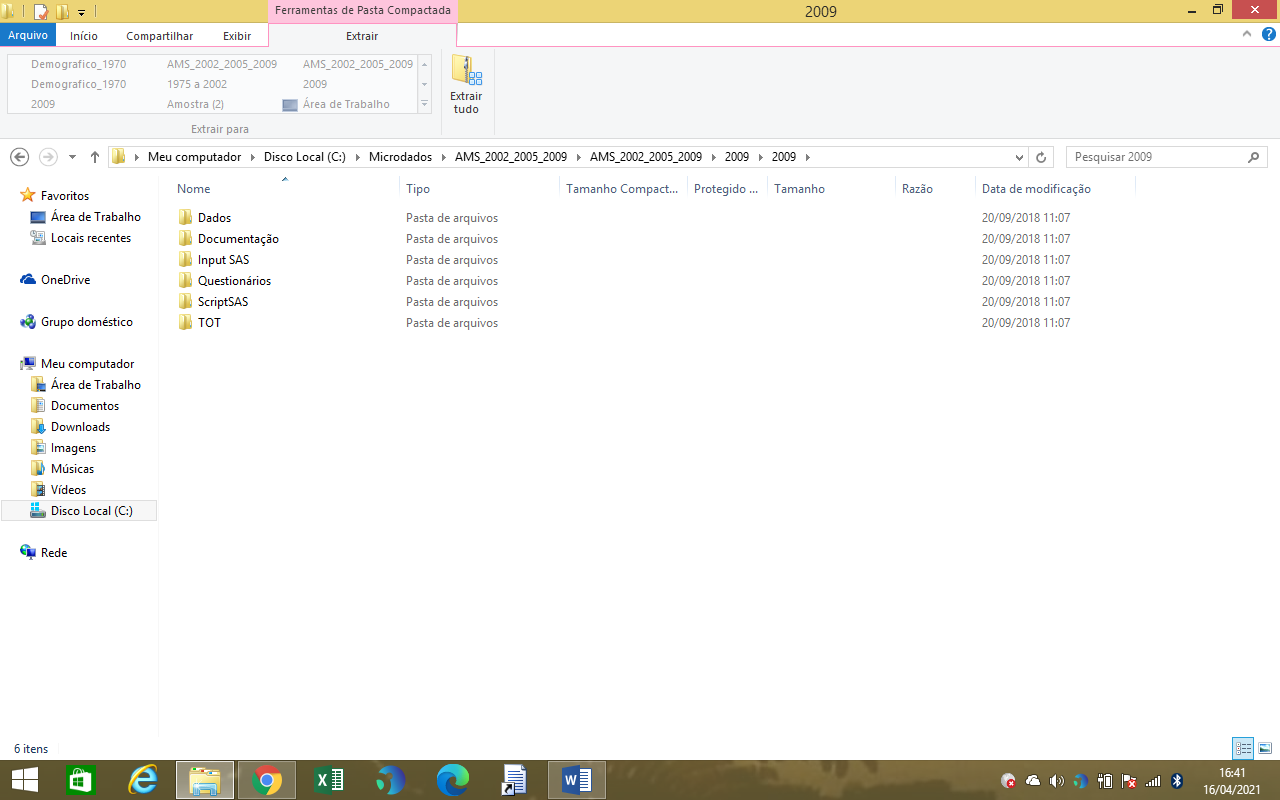 Ferramentas de Pasta Compactada
2009
Arquivo Início Compartilhar Exibir Extrair
Demografico_1970 AMS_2002_2005_2009 AMS_2002_2005_2009
Demografico_1970 1975 a 2002 2009
2009 Amostra (2) Área de Trabalho
Extrair para
Extrair
tudo
Meu computador Disco Local (C:) Microdados AMS_2002_2005_2009 AMS_2002_2005_2009 2009 2009
Pesquisar 2009
Nome Tipo Tamanho Compact... Protegido ... Tamanho Razão Data de modificação
Dados Pasta de arquivos 20/09/2018 11:07
Documentação Pasta de arquivos 20/09/2018 11:07
Input SAS Pasta de arquivos 20/09/2018 11:07
Questionários Pasta de arquivos 20/09/2018 11:07
ScriptSAS Pasta de arquivos 20/09/2018 11:07
TOT Pasta de arquivos 20/09/2018 11:07
Favoritos
Área de Trabalho
Locais recentes
OneDrive
Grupo doméstico
Meu computador
Área de Trabalho
Documentos
Downloads
Imagens
Músicas
Vídeos
Disco Local (C:)
Rede
6 itens
16:41
16/04/2021